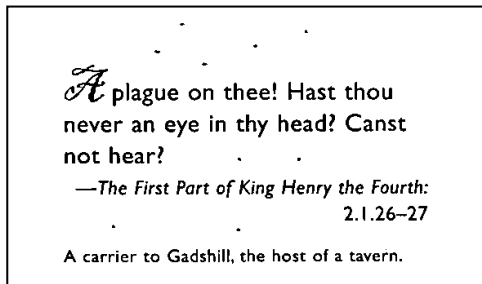 A plague on thee! Hast thou
never an eye in thy head? Canst
not hear?
—The First Part of King Henry the Fourth:
2.1.26–27
A carrier to Gadshill, the host of a tavern.